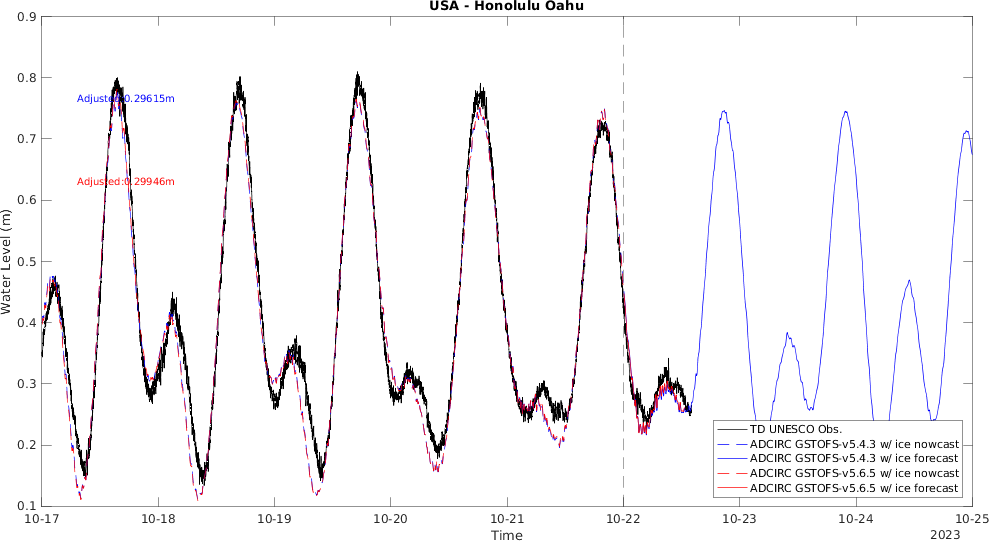 USA - Honolulu Oahu
0.9
0.8
0.7
0.6
0.5
0.4
0.3
0.2
0.1
Water Level (m)
Adjusted:0.29615m
Adjusted:0.29946m
TD UNESCO Obs.
ADCIRC GSTOFS-v5.4.3 w/ ice nowcast
ADCIRC GSTOFS-v5.4.3 w/ ice forecast
ADCIRC GSTOFS-v5.6.5 w/ ice nowcast
ADCIRC GSTOFS-v5.6.5 w/ ice forecast
10-17 10-18 10-19 10-20 10-21 10-22 10-23 10-24 10-25
Time
2023